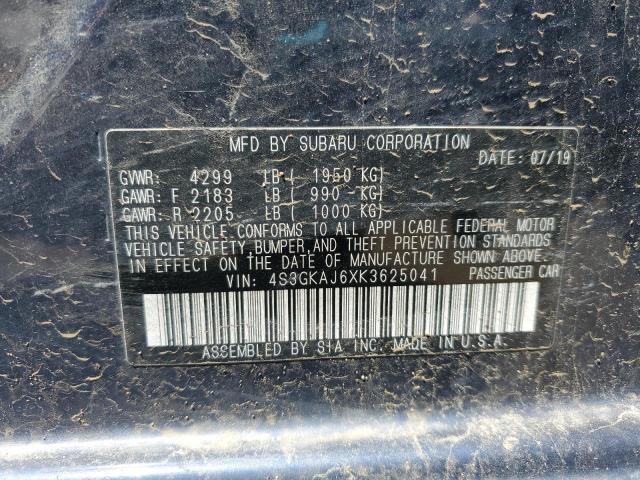 MFD BY SUBARU CORPORATION
DATE: 07/19
GVWR: 4299 LB ( 1950 KG)
GAWR: F 2183 LB ( 990 KG)
GAWR: R 2205 LB ( 1000 KG)
THIS VEHICLE CONFORMS TO ALL APPLICABLE FEDERAL MOTOR
VEHICLE SAFETY, BUMPER, AND THEFT PREVENTION STANDARDS
IN EFFECT ON THE DATE OF MANUFACTURE SHOWN ABOVE.
VIN: 4S3GKAJ6XK3625041 PASSENGER CAR
ASSEMBLED BY SIA INC. MADE IN U.S.A.